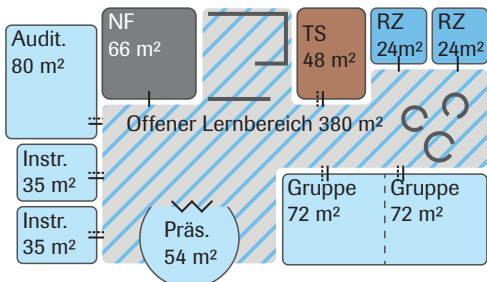 Audit.
80 m²
NF
66 m²
TS
48 m²
RZ
24m²
RZ
24m²
Offener Lernbereich 380 m²
Instr.
35 m²
Instr.
35 m²
Präs.
54 m²
Gruppe
72 m²
Gruppe
72 m²